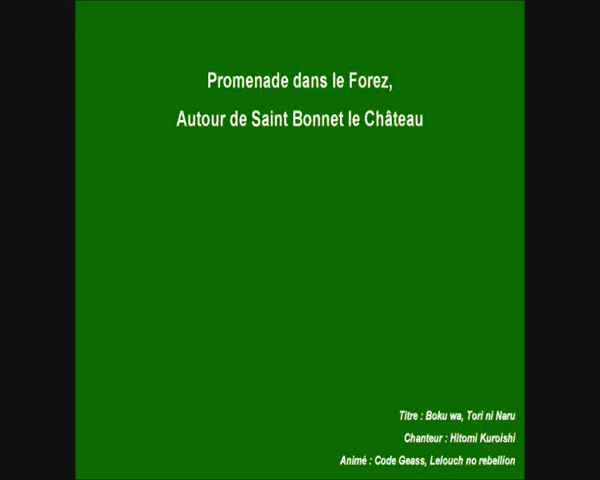 Promenade dans le Forez,
Autour de Saint Bonnet le Château
Titre : Boku wa, Tori ni Naru
Chanteur : Hitomi Kuroishi
Animé : Code Geass, Lelouch no rebellion